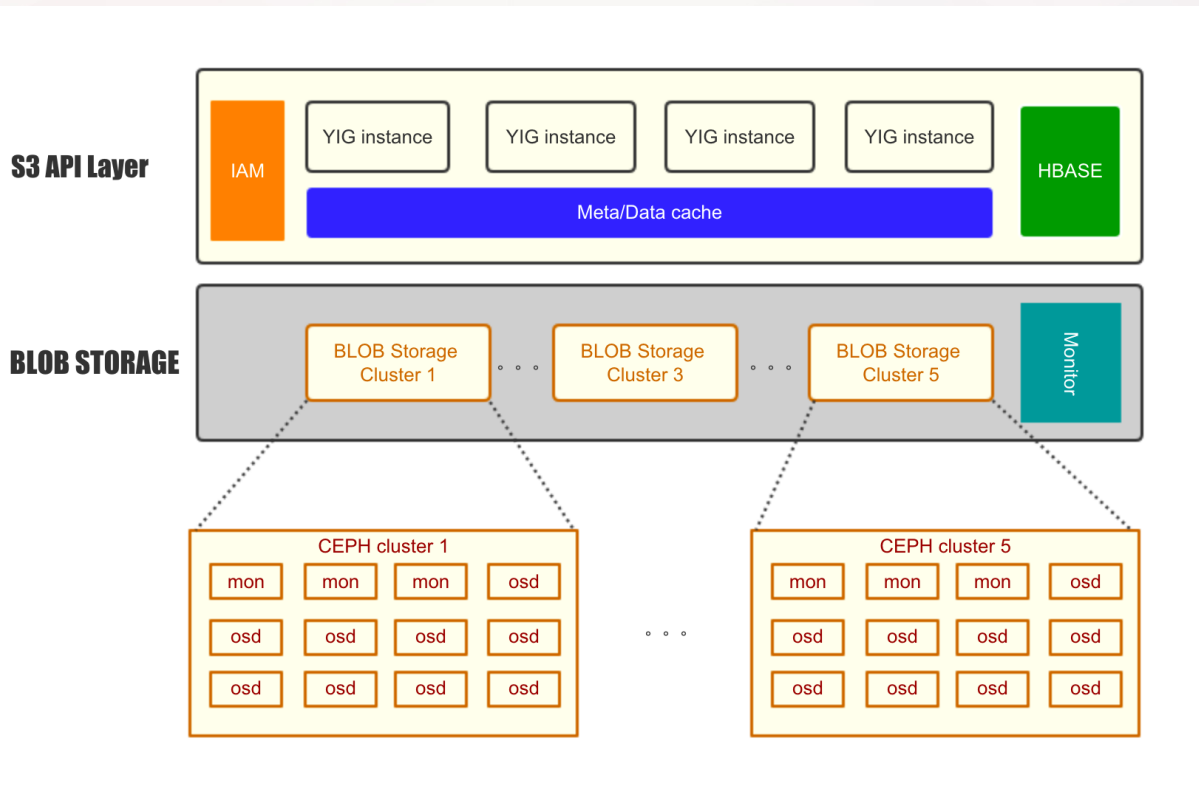 S3 API Layer
IAM
YIG instance
YIG instance
YIG instance
YIG instance
HBASE
Meta/Data cache
BLOB STORAGE
BLOB Storage
Cluster 1
BLOB Storage
Cluster 3
BLOB Storage
Cluster 5
Monitor
CEPH cluster 1
mon mon mon osd
osd osd osd osd
osd osd osd osd
CEPH cluster 5
mon mon mon osd
osd osd osd osd
osd osd osd osd